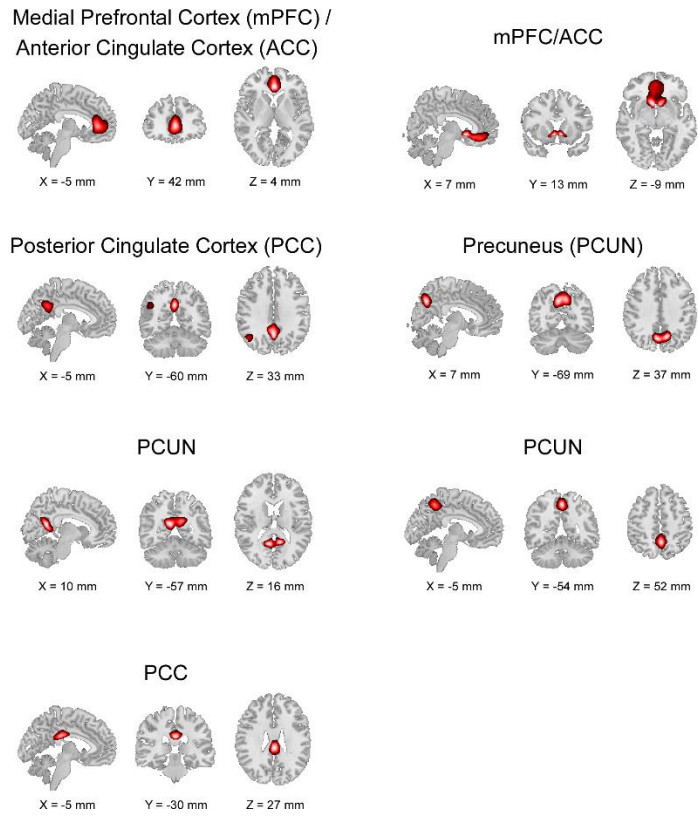 Medial Prefrontal Cortex (mPFC) /
Anterior Cingulate Cortex (ACC)
X = -5 mm Y = 42 mm Z = 4 mm
mPFC/ACC
X = 7 mm Y = 13 mm Z = -9 mm
Posterior Cingulate Cortex (PCC)
X = -5 mm Y = -60 mm Z = 33 mm
Precuneus (PCUN)
X = 7 mm Y = -69 mm Z = 37 mm
PCUN
X = 10 mm Y = -57 mm Z = 16 mm
PCUN
X = -5 mm Y = -54 mm Z = 52 mm
PCC
X = -5 mm Y = -30 mm Z = 27 mm